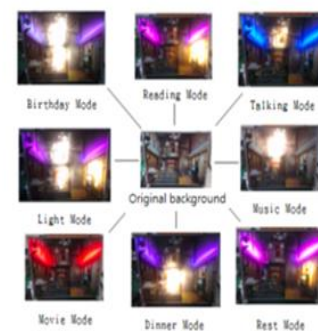 Birthday Mode
Reading Mode
Talking Mode
Light Mode
Original background
Music Mode
Movie Mode
Dinner Mode
Rest Mode